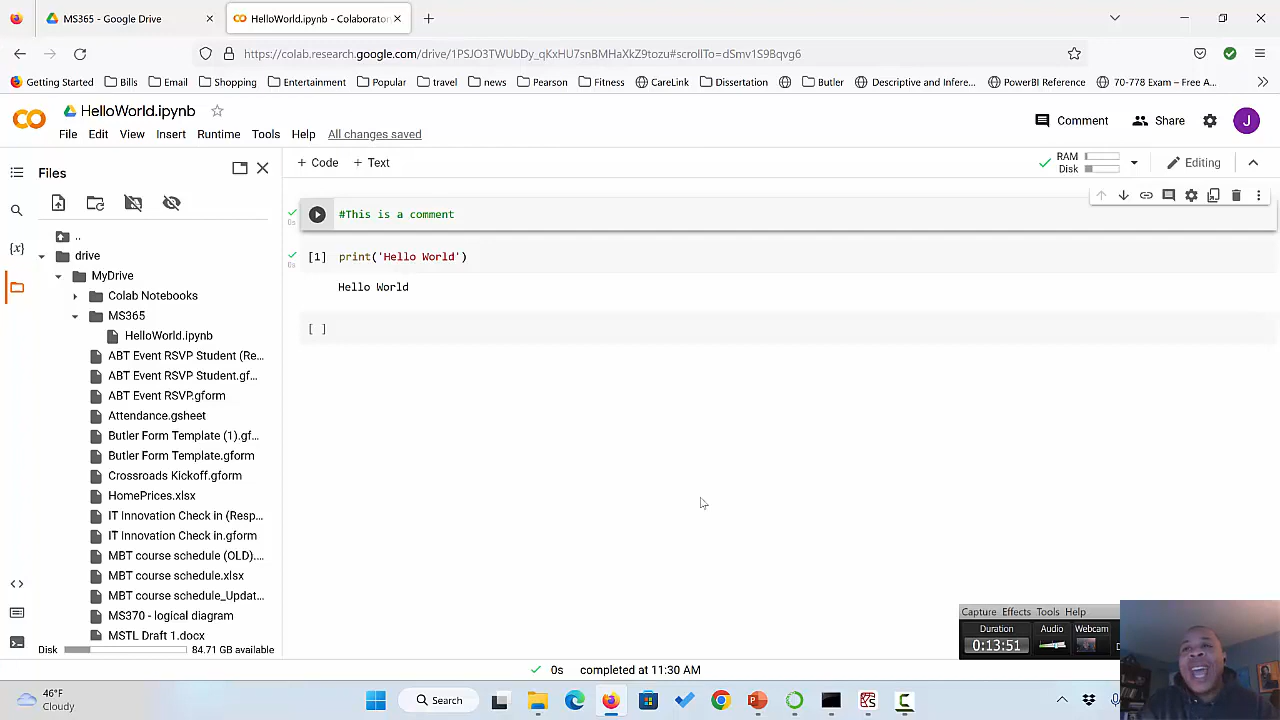 MS365 - Google Drive
HelloWorld.ipynb - Colaborator
https://colab.research.google.com/drive/1PSJO3TWUbDy_qKxHU7snBMHaXkZ9tozu#scrollTo=dSmv1S98qvg6
Getting Started Bills Email Shopping Entertainment Popular novel news Pearson Fitness CareLink Dissertation Butler Descriptive and Infere... PowerBI Reference 70-778 Exam – Free A...
HelloWorld.ipynb
Comment Share J
File Edit View Insert Runtime Tools Help All changes saved
Files
+ Code + Text
RAM
Disk
Editing
#This is a comment
0s
[1] print('Hello World')
0s
Hello World
[ ]
{x}
..
drive
MyDrive
Colab Notebooks
MS365
HelloWorld.ipynb
ABT Event RSVP Student (Re...
ABT Event RSVP Student.gf...
ABT Event RSVP.gform
Attendance.gsheet
Butler Form Template (1).gf...
Butler Form Template.gform
Crossroads Kickoff.gform
HomePrices.xlsx
IT Innovation Check in (Resp...
IT Innovation Check in.gform
MBT course schedule (OLD)....
MBT course schedule.xlsx
MBT course schedule_Updat...
MS370 - logical diagram
MSTL Draft 1.docx
Disk 84.71 GB available
0s completed at 11:30 AM
Capture Effects Tools Help
Duration Audio Webcam
0:13:51
46°F
Cloudy
Search